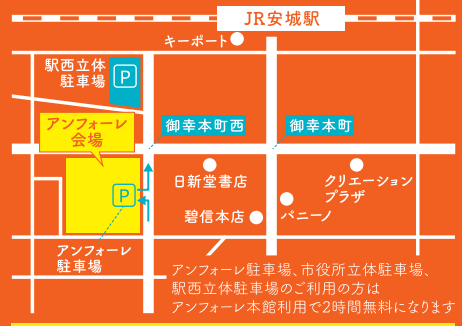 JR安城駅
キーポート
駅西立体
駐車場
P
アンフォーレ
会場
御幸本町西
御幸本町
日新堂書店
クリエーション
プラザ
P
碧信本店
パニーノ
アンフォーレ
駐車場
アンフォーレ駐車場、市役所立体駐車場、
駅西立体駐車場のご利用の方は
アンフォーレ本館利用で2時間無料になります